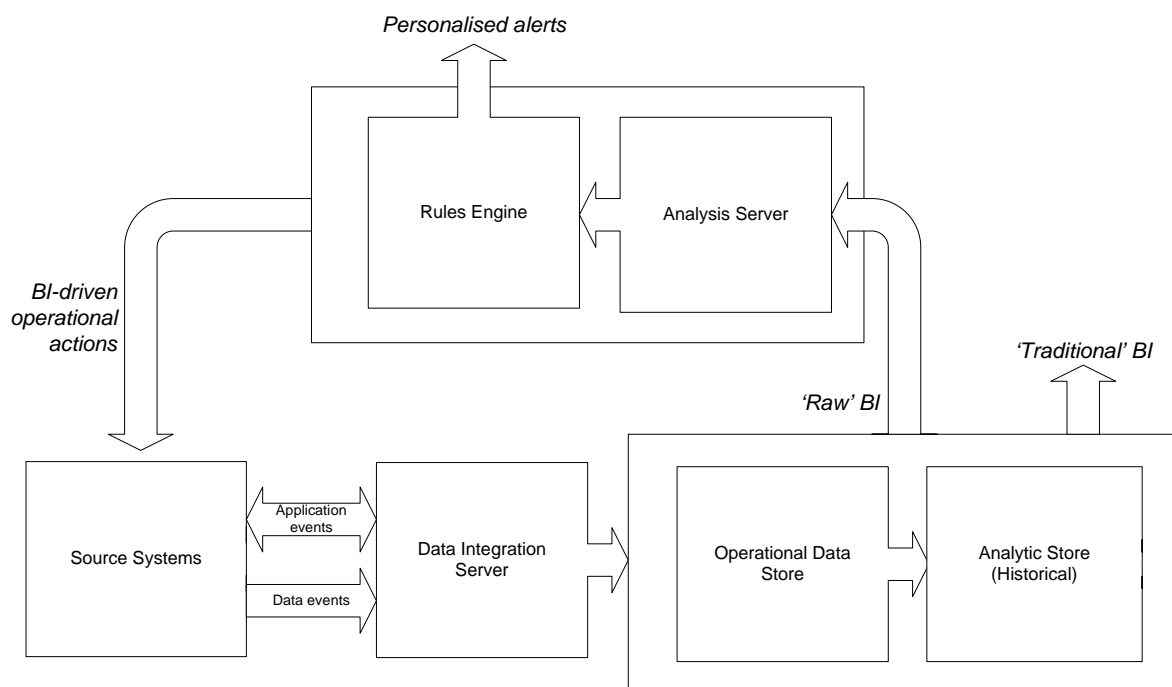 Personalised alerts
Rules Engine
Analysis Server
BI-driven
operational
actions
‘Traditional’ BI
‘Raw’ BI
Source Systems
Application
events
Data events
Data Integration
Server
Operational Data
Store
Analytic Store
(Historical)